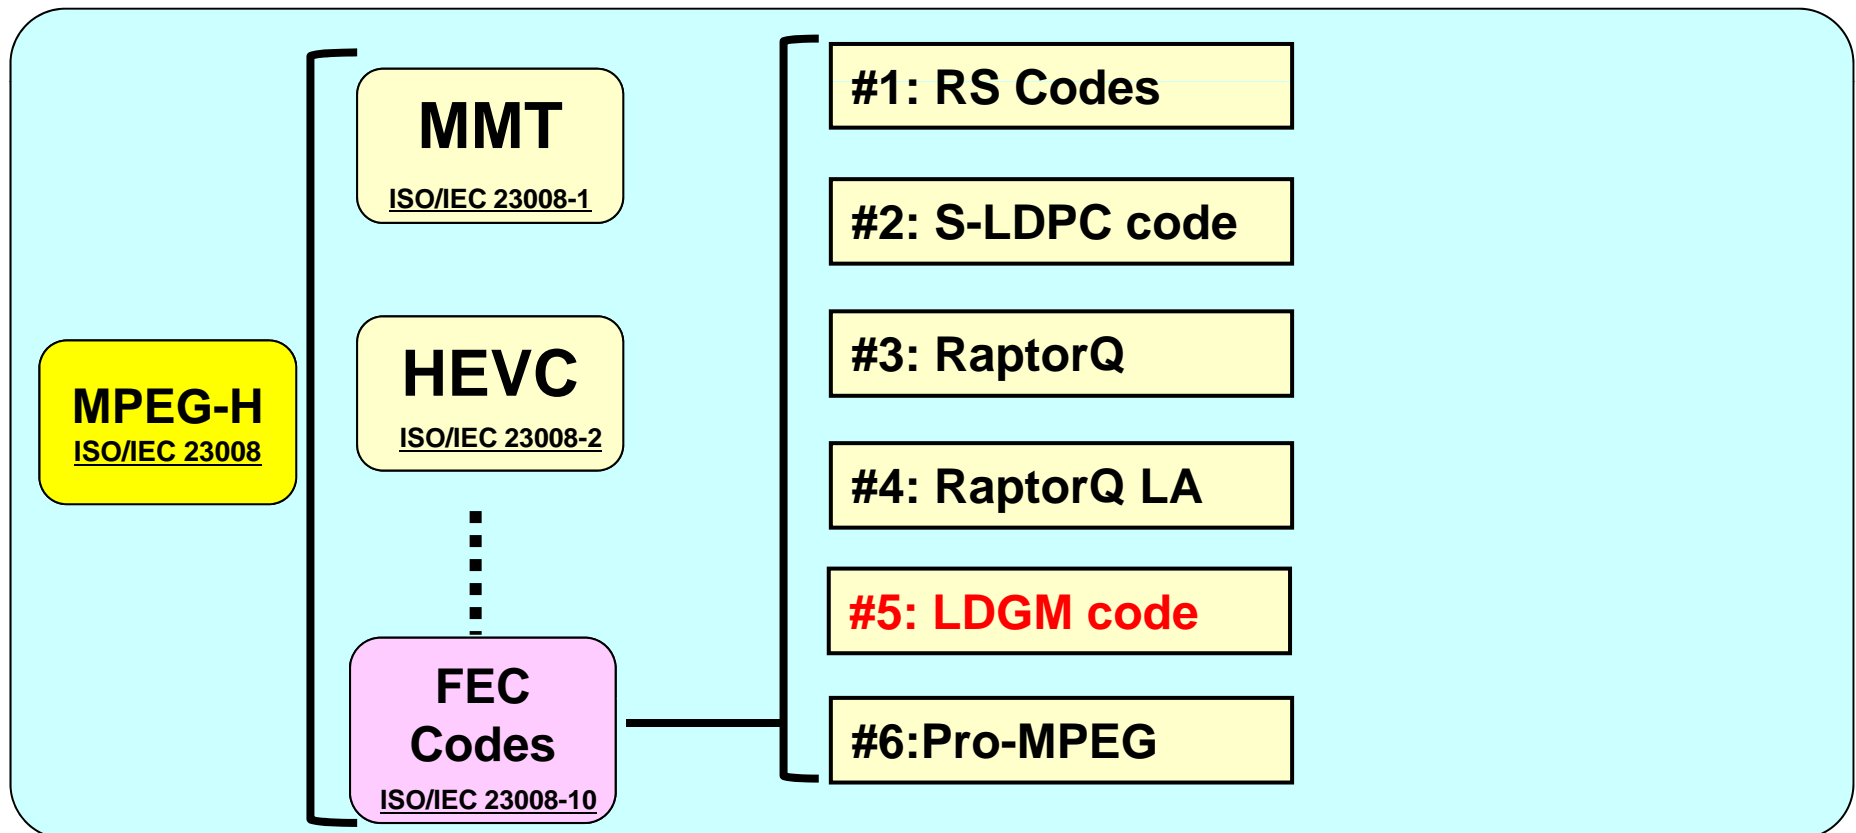 MPEG-H
ISO/IEC 23008
MMT
ISO/IEC 23008-1
HEVC
ISO/IEC 23008-2
FEC
Codes
ISO/IEC 23008-10
#1: RS Codes
#2: S-LDPC code
#3: RaptorQ
#4: RaptorQ LA
#5: LDGM code
#6:Pro-MPEG